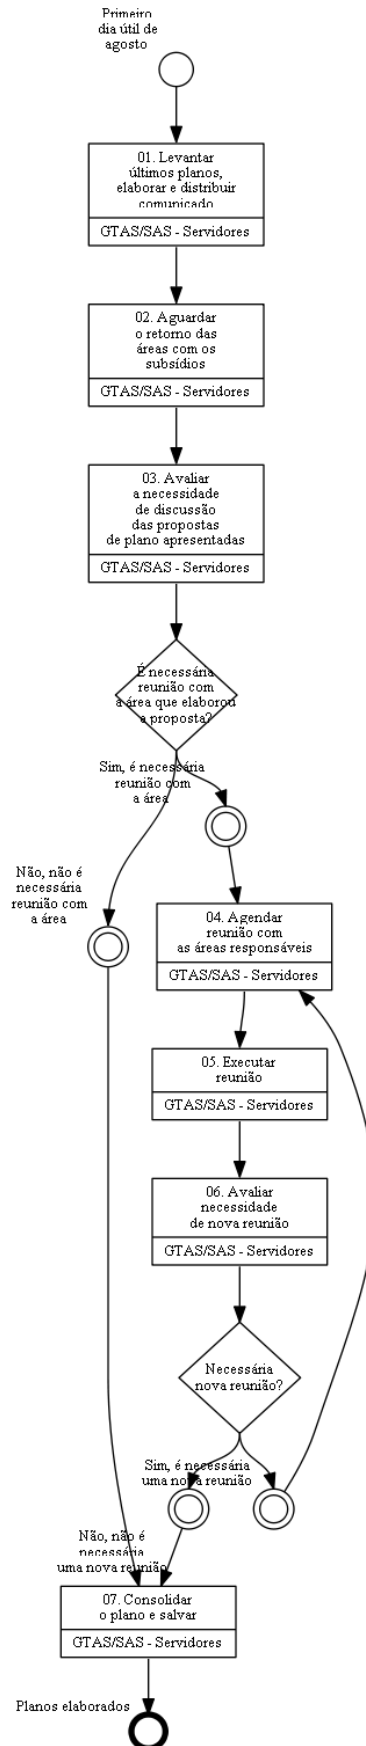 Primeiro
dia útil de
agosto
01. Levantar
últimos planos,
elaborar e distribuir
comunicado
GTAS/SAS - Servidores
02. Aguardar
o retorno das
áreas com os
subsídios
GTAS/SAS - Servidores
03. Avaliar
a necessidade
de discussão
das propostas
de plano apresentadas
GTAS/SAS - Servidores
É necessária
reunião com
a área que elaborou
a proposta?
Sim, é necessária
reunião com
a área
Não, não é
necessária
reunião com
a área
04. Agendar
reunião com
as áreas responsáveis
GTAS/SAS - Servidores
05. Executar
reunião
GTAS/SAS - Servidores
06. Avaliar
necessidade
de nova reunião
GTAS/SAS - Servidores
Necessária
nova reunião?
Sim, é necessária
uma nova reunião
Não, não é
necessária
uma nova reunião
07. Consolidar
o plano e salvar
GTAS/SAS - Servidores
Planos elaborados